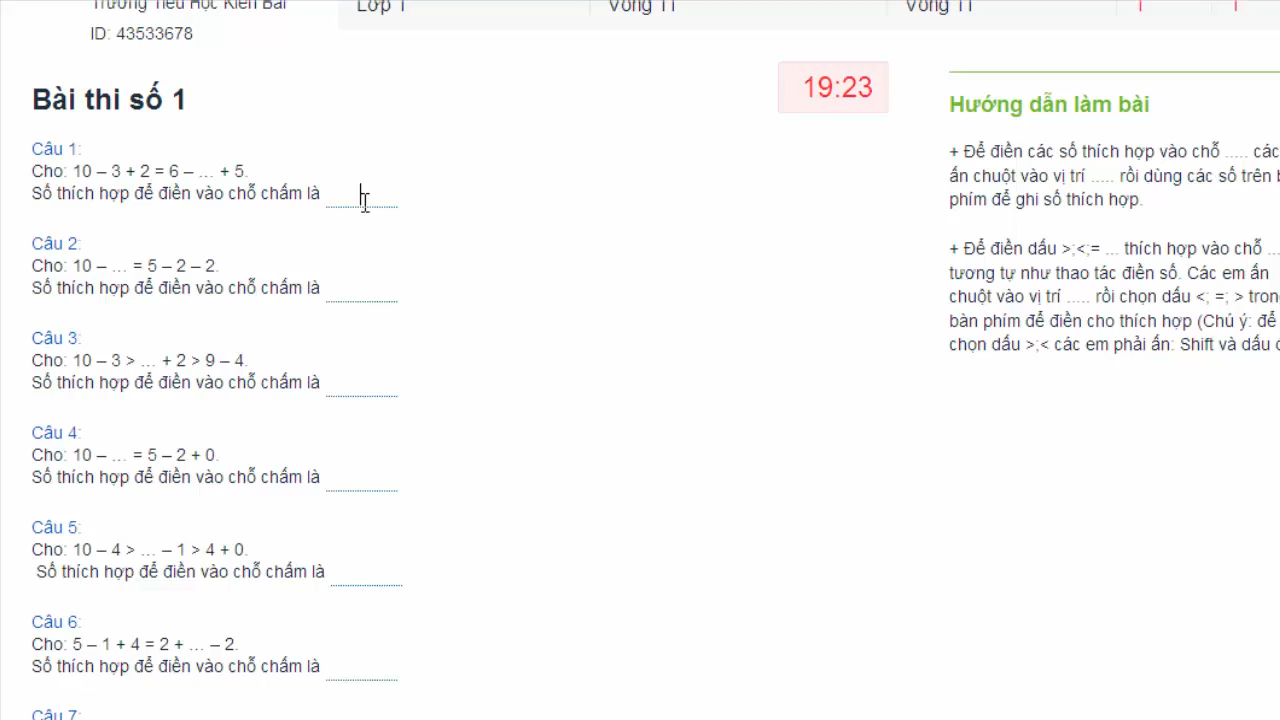 Trường Tiểu Học Kiền Bái
Lớp 1
Vòng 11
Vòng 11
ID: 43533678
19:23
Bài thi số 1
Câu 1:
Cho: 10 – 3 + 2 = 6 – ... + 5.
Số thích hợp để điền vào chỗ chấm là
Câu 2:
Cho: 10 – ... = 5 – 2 – 2.
Số thích hợp để điền vào chỗ chấm là
Câu 3:
Cho: 10 – 3 > ... + 2 > 9 – 4.
Số thích hợp để điền vào chỗ chấm là
Câu 4:
Cho: 10 – ... = 5 – 2 + 0.
Số thích hợp để điền vào chỗ chấm là
Câu 5:
Cho: 10 – 4 > ... – 1 > 4 + 0.
Số thích hợp để điền vào chỗ chấm là
Câu 6:
Cho: 5 – 1 + 4 = 2 + ... – 2.
Số thích hợp để điền vào chỗ chấm là
Câu 7:
Hướng dẫn làm bài
+ Để điền các số thích hợp vào chỗ ..... các
ấn chuột vào vị trí ..... rồi dùng các số trên
phím để ghi số thích hợp.
+ Để điền dấu >;<;= ... thích hợp vào chỗ ...
tương tự như thao tác điền số. Các em ấn
chuột vào vị trí ..... rồi chọn dấu <; =; >
bàn phím để điền cho thích hợp (Chú ý: để
chọn dấu >;< các em phải ấn: Shift và dấu